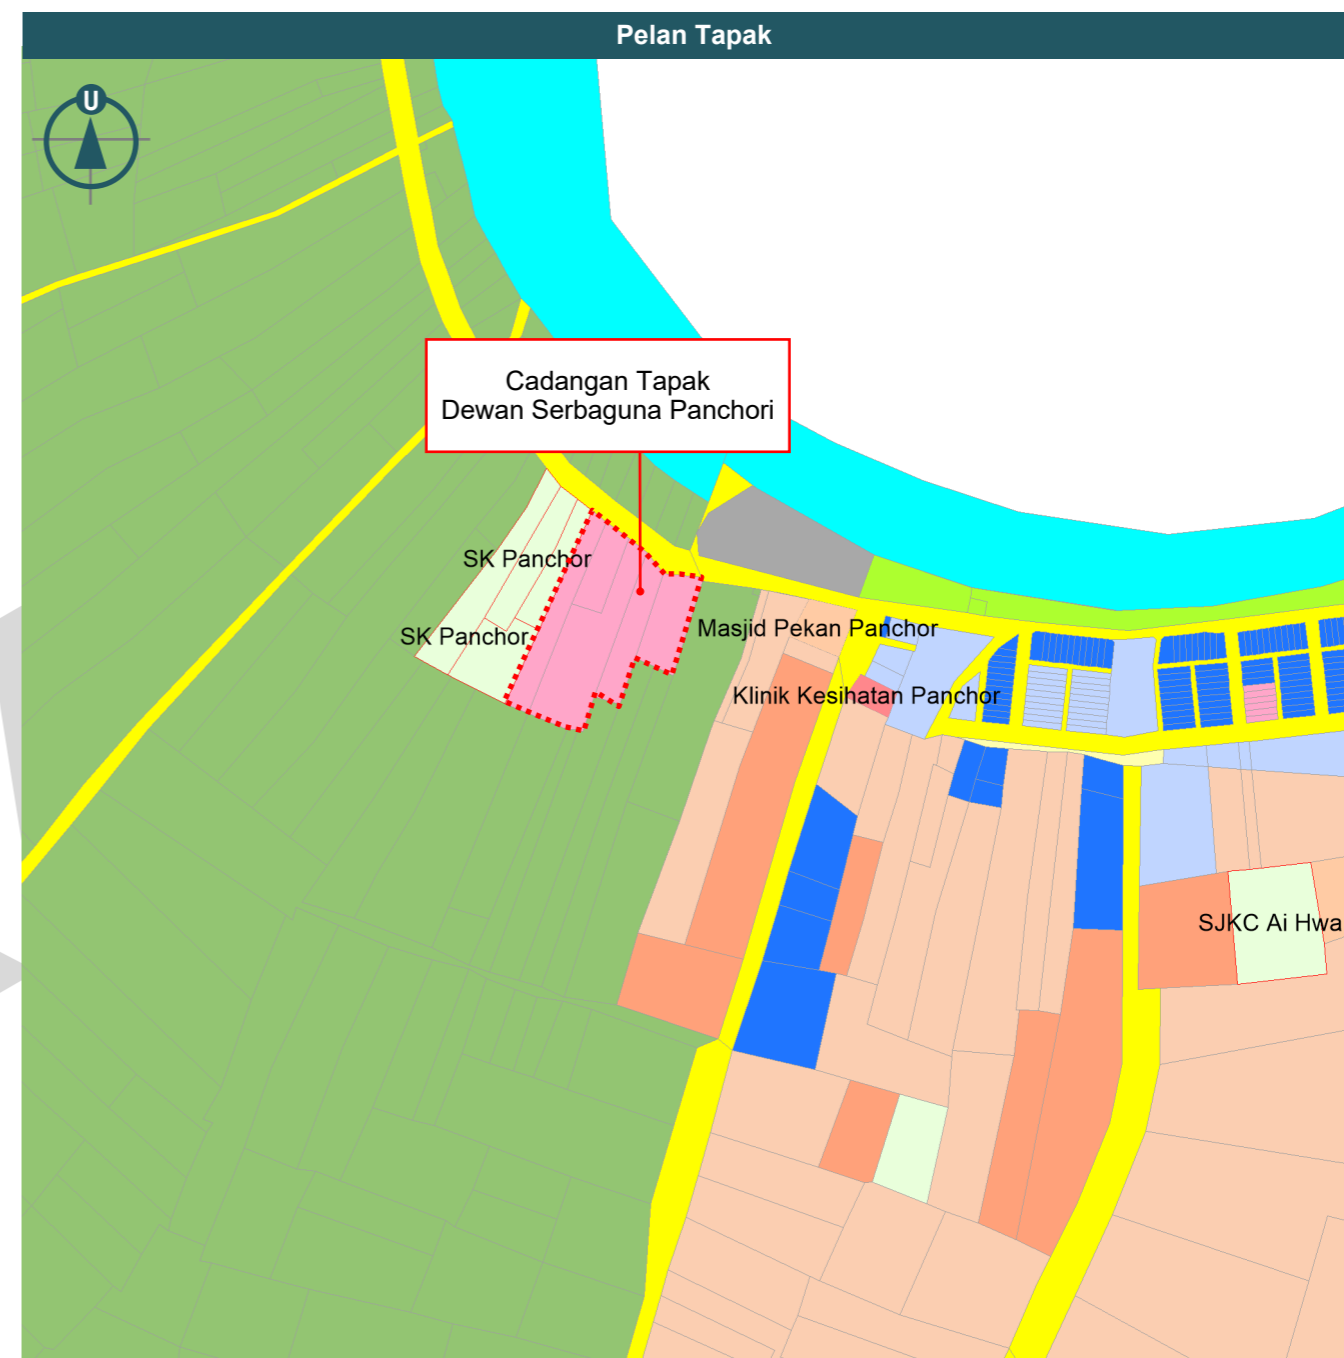 Pelan Tapak
U
Cadangan Tapak
Dewan Serbaguna Panchori
SK Panchor
SK Panchor
Masjid Pekan Panchor
Klinik Kesihatan Panchor
SJKC Ai Hwa